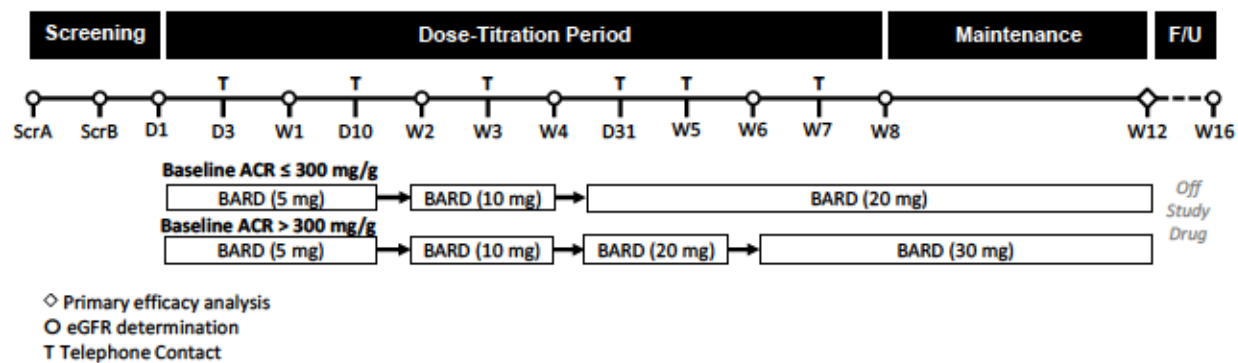 Screening Dose-Titration Period Maintenance F/U
T T T T T T
ScrA ScrB D1 D3 W1 D10 W2 W3 W4 D31 W5 W6 W7 W8 W12 W16
Baseline ACR ≤ 300 mg/g
BARD (5 mg) BARD (10 mg) BARD (20 mg)
Baseline ACR > 300 mg/g
BARD (5 mg) BARD (10 mg) BARD (20 mg) BARD (30 mg)
Off
Study
Drug
Primary efficacy analysis
eGFR determination
T Telephone Contact